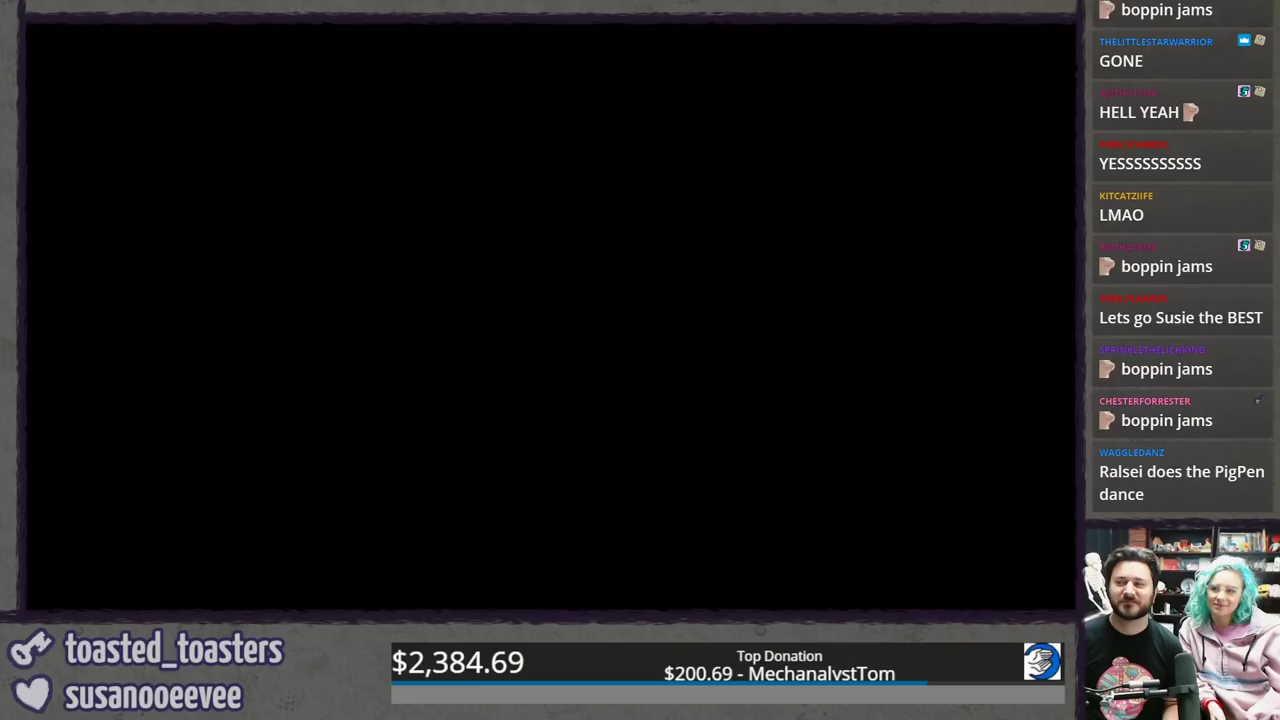 boppin jams
THELITTLESTARWARRIOR
GONE
HELL YEAH
YESSSSSSSSSS
KITCATZIIFE
LMAO
boppin jams
Lets go Susie the BEST
SPRINKLETHELICHKING
boppin jams
CHESTERFORRESTER
boppin jams
WAGGLEDANZ
Ralsei does the PigPen
dance
toasted_toasters
susanooeevee
$2,384.69
Top Donation
$200.69 - MechanalystTom